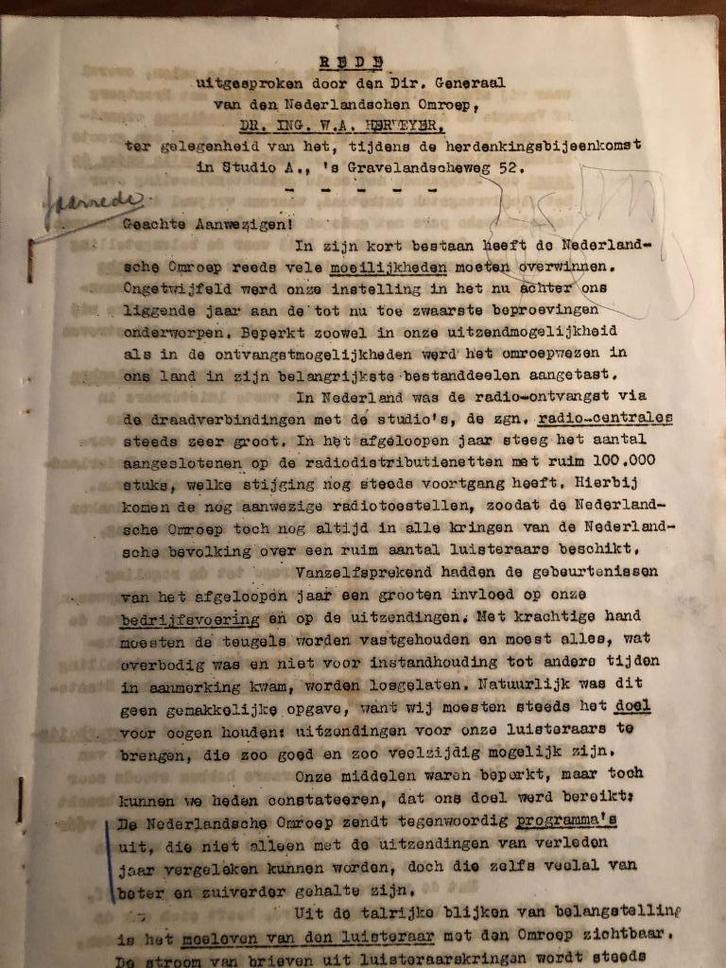 REDE
uitgesproken door den Dir. Generaal
van den Nederlandschen Omroep,
DR. ING. W.A. HERWEYER,
ter gelegenheid van het, tijdens de herdenkingsbijeenkomst
in Studio A., 's Gravelandscheweg 52.
- - - - -
Jaarrede
Geachte Aanwezigen!
In zijn kort bestaan heeft de Nederland-
sche Omroep reeds vele moeilijkheden moeten overwinnen.
Ongetwijfeld werd onze instelling in het nu achter ons
liggende jaar aan de tot nu toe zwaarste beproevingen
onderworpen. Beperkt zoowel in onze uitzendmogelijkheid
als in de ontvangstmogelijkheden werd het omroepwezen in
ons land in zijn belangrijkste bestanddeelen aangetast.
In Nederland was de radio-ontvangst via
de draadverbindingen met de studio's, de zgn. radio-centrales
steeds zeer groot. In het afgeloopen jaar steeg het aantal
aangeslotenen op de radiodistributienetten met ruim 100.000
stuks, welke stijging nog steeds voortgang heeft. Hierbij
komen de nog aanwezige radiotoestellen, zoodat de Nederland-
sche Omroep toch nog altijd in alle kringen van de Nederland-
sche bevolking over een ruim aantal luisteraars beschikt.
Vanzelfsprekend hadden de gebeurtenissen
van het afgeloopen jaar een grooten invloed op onze
bedrijfsvoering en op de uitzendingen. Met krachtige hand
moesten de teugels worden vastgehouden en moest alles, wat
overbodig was en niet voor instandhouding tot andere tijden
in aanmerking kwam, worden losgelaten. Natuurlijk was dit
geen gemakkelijke opgave, want wij moesten steeds het doel
voor oogen houden: uitzendingen voor onze luisteraars te
brengen, die zoo goed en zoo veelzijdig mogelijk zijn.
Onze middelen waren beperkt, maar toch
kunnen we heden constateeren, dat ons doel werd bereikt:
De Nederlandsche Omroep zendt tegenwoordig programma's
uit, die niet alleen met de uitzendingen van verleden
jaar vergeleken kunnen worden, doch die zelfs veelal van
beter en zuiverder gehalte zijn.
Uit de talrijke blijken van belangstelling
is het meeleven van den luisteraar met den Omroep zichtbaar.
De stroom van brieven uit luisteraarskringen wordt steeds